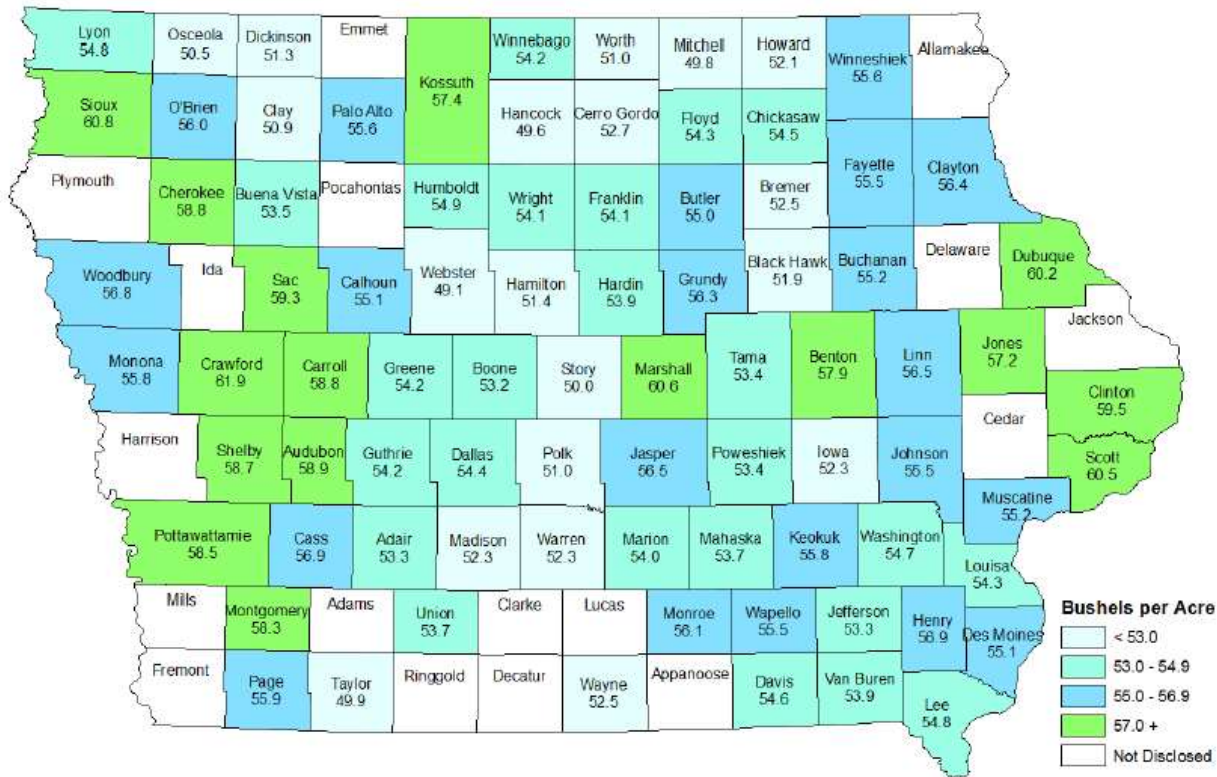 Lyon
54.8
Osceola
50.5
Dickinson
51.3
Emmet
Kossuth
57.4
Winnebago
54.2
Worth
51.0
Mitchell
49.8
Howard
52.1
Winneshiek
55.6
Allamakee
Sioux
60.8
O'Brien
56.0
Clay
50.9
Palo Alto
55.6
Hancock
49.6
Cerro Gordo
52.7
Floyd
54.3
Chickasaw
54.5
Fayette
55.5
Clayton
56.4
Plymouth
Cherokee
58.8
Buena Vista
53.5
Pocahontas
Humboldt
54.9
Wright
54.1
Franklin
54.1
Butler
55.0
Bremer
52.5
Woodbury
56.8
Ida
Sac
59.3
Calhoun
55.1
Webster
49.1
Hamilton
51.4
Hardin
53.9
Grundy
56.3
Black Hawk
51.9
Buchanan
55.2
Delaware
Dubuque
60.2
Jackson
Monona
55.8
Crawford
61.9
Carroll
58.8
Greene
54.2
Boone
53.2
Story
50.0
Marshall
60.6
Tama
53.4
Benton
57.9
Linn
56.5
Jones
57.2
Clinton
59.5
Cedar
Harrison
Shelby
58.7
Audubon
58.9
Guthrie
54.2
Dallas
54.4
Polk
51.0
Jasper
56.5
Poweshiek
53.4
Iowa
52.3
Johnson
55.5
Scott
60.5
Muscatine
55.2
Pottawattamie
58.5
Cass
56.9
Adair
53.3
Madison
52.3
Warren
52.3
Marion
54.0
Mahaska
53.7
Keokuk
55.8
Washington
54.7
Louisa
54.3
Mills
Montgomery
58.3
Adams
Union
53.7
Clarke
Lucas
Monroe
56.1
Wapello
55.5
Jefferson
53.3
Henry
56.9
Des Moines
55.1
Fremont
Page
55.9
Taylor
49.9
Ringgold
Decatur
Wayne
52.5
Appanoose
Davis
54.6
Van Buren
53.9
Lee
54.8
Bushels per Acre
< 53.0
53.0 - 54.9
55.0 - 56.9
57.0 +
Not Disclosed